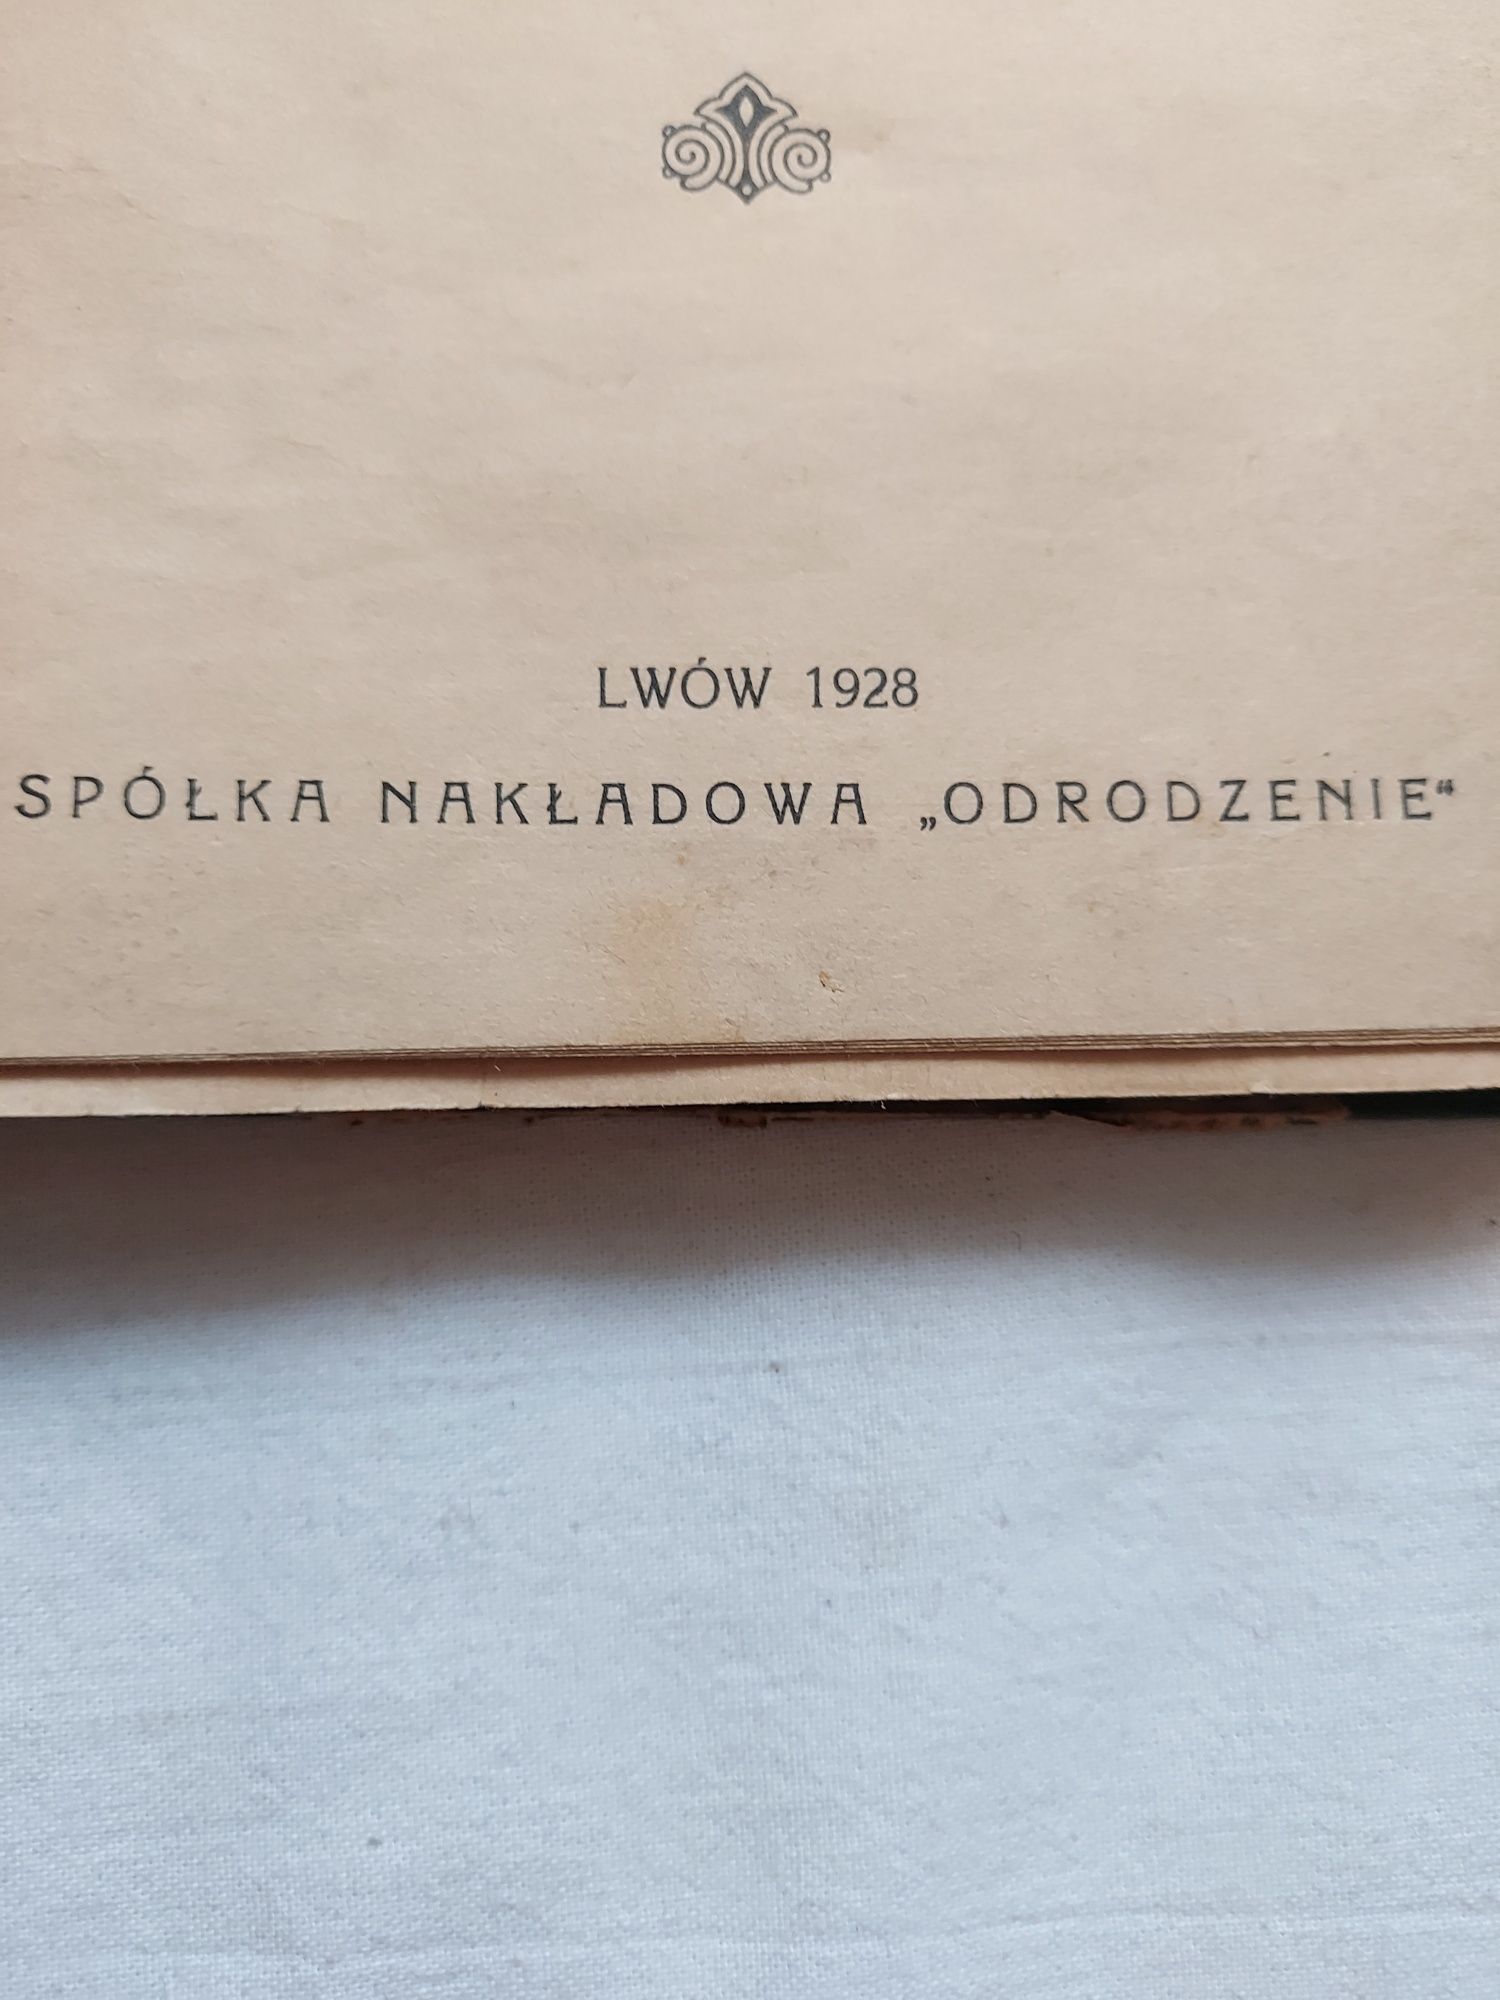 LWÓW 1928
SPÓŁKA NAKŁADOWA „ODRODZENIE“